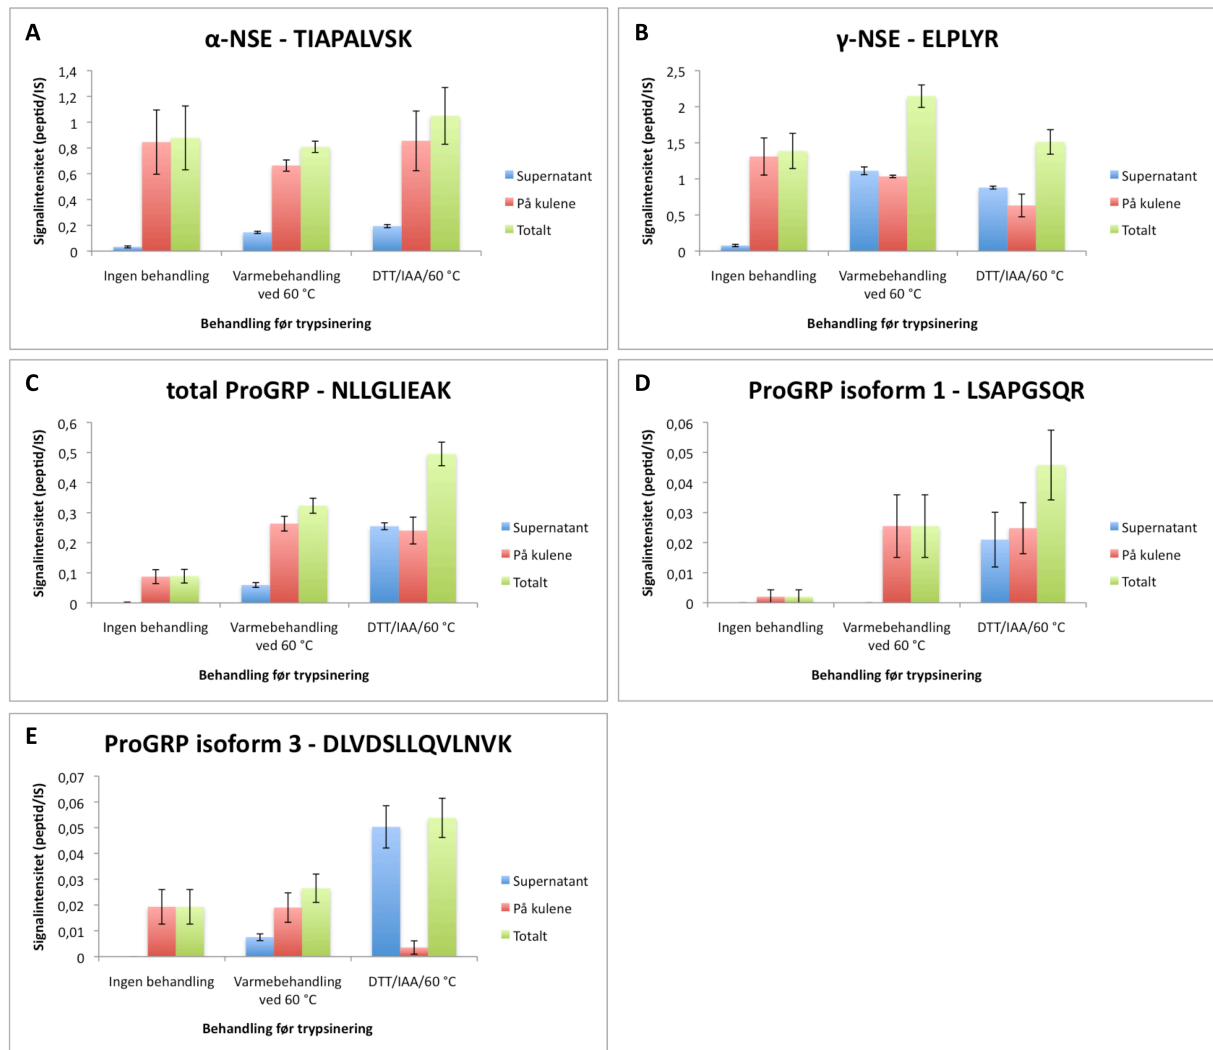 A
α-NSE - TIAPALVSK
Signalintensitet (peptid/IS)
1,4
1,2
1
0,8
0,6
0,4
0,2
0
Ingen behandling
Varmebehandling
ved 60 °C
DTT/IAA/60 °C
Behandling før trypsinering
Supernatant
På kulene
Totalt
B
γ-NSE - ELPLYR
Signalintensitet (peptid/IS)
2,5
2
1,5
1
0,5
0
Ingen behandling
Varmebehandling
ved 60 °C
DTT/IAA/60 °C
Behandling før trypsinering
Supernatant
På kulene
Totalt
C
total ProGRP - NLLGLIEAK
Signalintensitet (peptid/IS)
0,6
0,5
0,4
0,3
0,2
0,1
0
Ingen behandling
Varmebehandling
ved 60 °C
DTT/IAA/60 °C
Behandling før trypsinering
Supernatant
På kulene
Totalt
D
ProGRP isoform 1 - LSAPGSQR
Signalintensitet (peptid/IS)
0,06
0,05
0,04
0,03
0,02
0,01
0
Ingen behandling
Varmebehandling
ved 60 °C
DTT/IAA/60 °C
Behandling før trypsinering
Supernatant
På kulene
Totalt
E
ProGRP isoform 3 - DLVDSLLQVLNVK
Signalintensitet (peptid/IS)
0,07
0,06
0,05
0,04
0,03
0,02
0,01
0
Ingen behandling
Varmebehandling
ved 60 °C
DTT/IAA/60 °C
Behandling før trypsinering
Supernatant
På kulene
Totalt